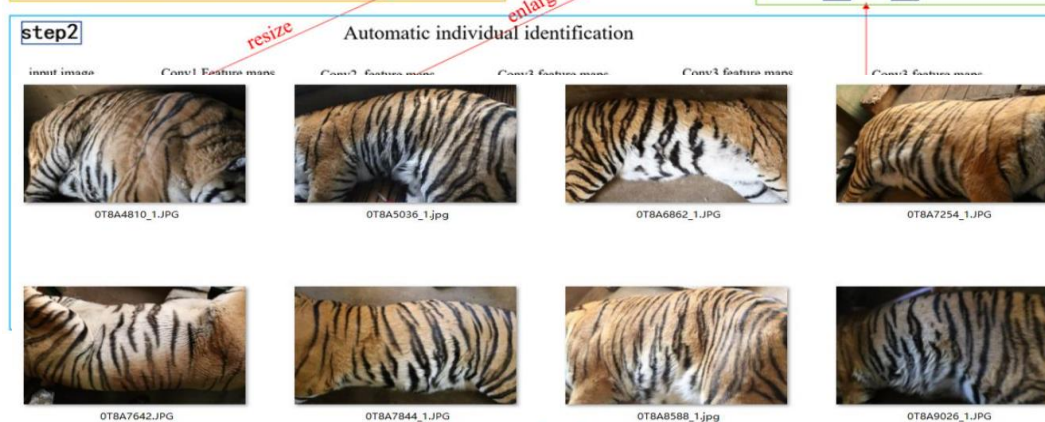 enlarg
resize
step2
Automatic individual identification
input image Conv1 Feature maps Conv2 feature maps Conv3 feature maps Conv3 feature maps Conv3 feature maps
0T8A4810_1.JPG 0T8A5036_1.jpg 0T8A6862_1.JPG 0T8A7254_1.JPG
0T8A7642.JPG 0T8A7844_1.JPG 0T8A8588_1.jpg 0T8A9026_1.JPG